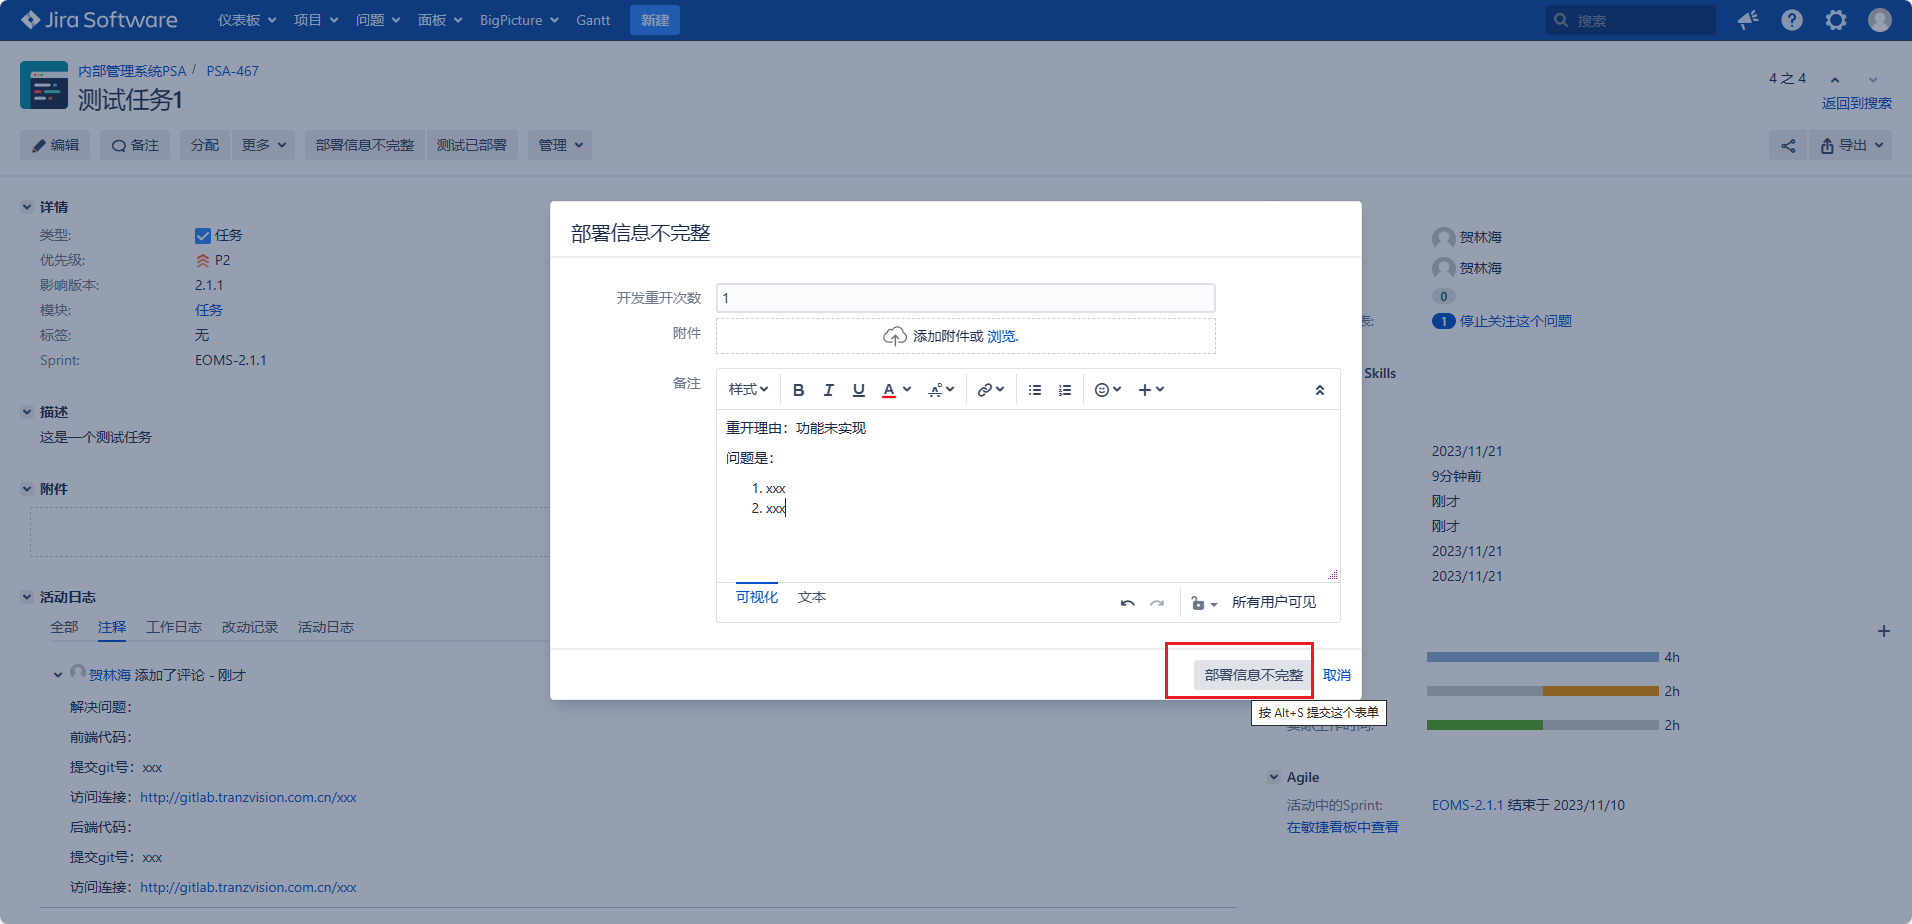 Jira Software 仪表板 项目 问题 面板 BigPicture Gantt 新建 搜索
内部管理系统PSA / PSA-467
测试任务1
4 之 4
返回到搜索
编辑 备注 分配 更多 部署信息不完整 测试已部署 管理 导出
详情
类型: 任务
优先级: P2
影响版本: 2.1.1
模块: 任务
标签: 无
Sprint: EOMS-2.1.1
描述
这是一个测试任务
附件
活动日志
全部 注释 工作日志 改动记录 活动日志
贺林海 添加了评论 - 刚才
解决问题：
前端代码：
提交git号：xxx
访问连接：http://gitlab.tranzvision.com.cn/xxx
后端代码：
提交git号：xxx
访问连接：http://gitlab.tranzvision.com.cn/xxx
部署信息不完整
开发重开次数 1
附件 添加附件或 浏览.
备注 样式 B I U A
重开理由：功能未实现
问题是：
1. xxx
2. xxx
可视化 文本 所有用户可见
部署信息不完整 取消
按 Alt+S 提交这个表单
贺林海
贺林海
0
1 停止关注这个问题
Skills
2023/11/21
9分钟前
刚才
刚才
2023/11/21
2023/11/21
4h
2h
2h
Agile
活动中的Sprint: EOMS-2.1.1 结束于 2023/11/10
在敏捷看板中查看